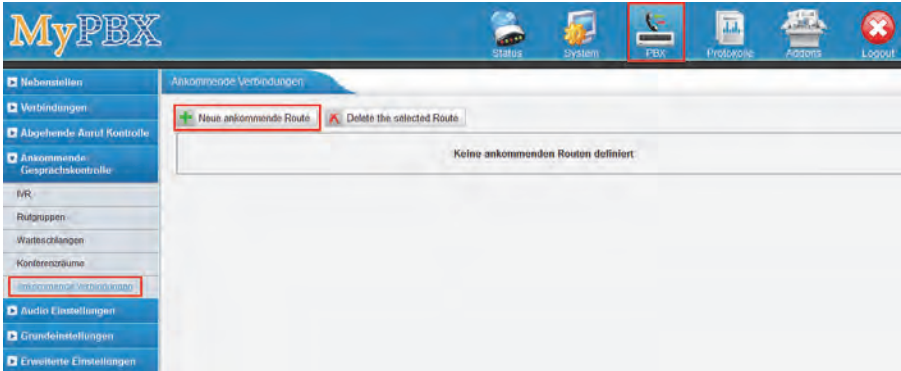 MyPBX
Status
System
PBX
Protokolle
Addons
Logout
Nebenstellen
Verbindungen
Abgehende Anruf Kontrolle
Ankommende
Gesprächskontrolle
IVR
Rufgruppen
Warteschlangen
Konferenzräume
Ankommende Verbindungen
Audio Einstellungen
Grundeinstellungen
Erweiterte Einstellungen
Ankommende Verbindungen
Neue ankommende Route
Delete the selected Route
Keine ankommenden Routen definiert